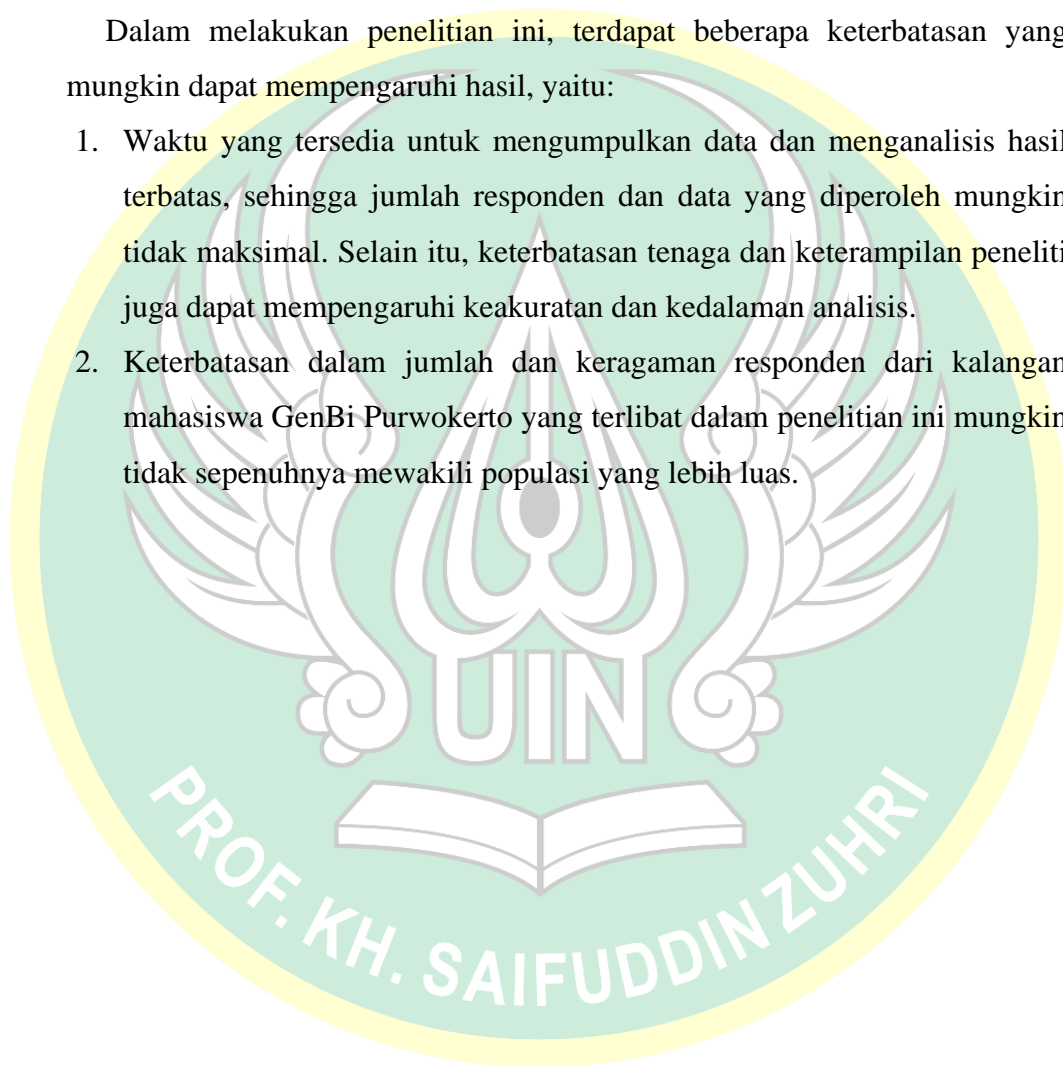 Dalam melakukan penelitian ini, terdapat beberapa keterbatasan yang
mungkin dapat mempengaruhi hasil, yaitu:
1. Waktu yang tersedia untuk mengumpulkan data dan menganalisis hasil
terbatas, sehingga jumlah responden dan data yang diperoleh mungkin
tidak maksimal. Selain itu, keterbatasan tenaga dan keterampilan peneliti
juga dapat mempengaruhi keakuratan dan kedalaman analisis.
2. Keterbatasan dalam jumlah dan keragaman responden dari kalangan
mahasiswa GenBi Purwokerto yang terlibat dalam penelitian ini mungkin
tidak sepenuhnya mewakili populasi yang lebih luas.
UIN
PROF. KH. SAIFUDDIN ZUHRI